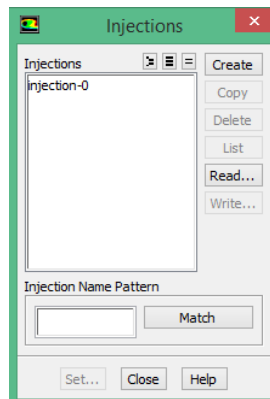 Injections
Injections
Create
injection-0
Copy
Delete
List
Read...
Write...
Injection Name Pattern
Match
Set...
Close
Help